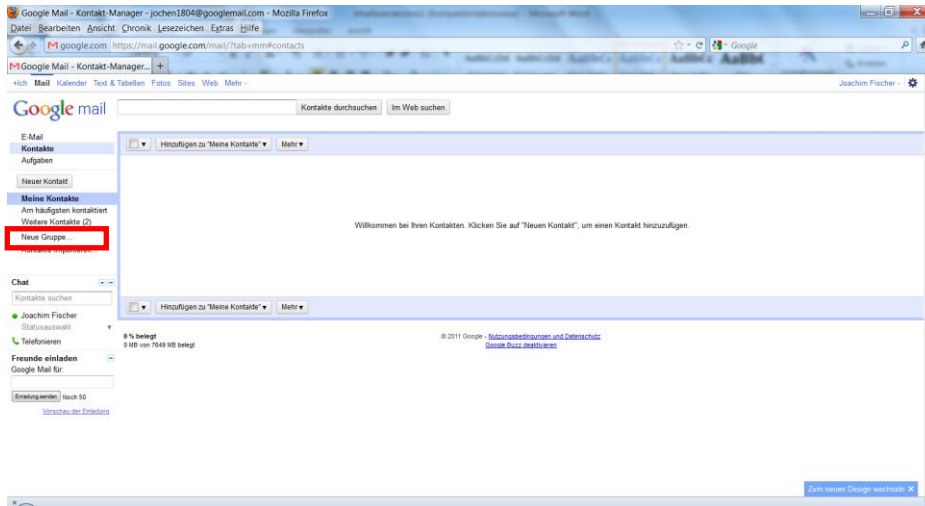 Google Mail - Kontakt-Manager - jochen1804@googlemail.com - Mozilla Firefox
Datei Bearbeiten Ansicht Chronik Lesezeichen Extras Hilfe
google.com https://mail.google.com/mail/?tab=mm#contacts
Google
Google Mail - Kontakt-Manager...
+Ich Mail Kalender Text & Tabellen Fotos Sites Web Mehr
Joachim Fischer
Google mail
Kontakte durchsuchen Im Web suchen
E-Mail
Kontakte
Aufgaben
Hinzufügen zu "Meine Kontakte" Mehr
Neuer Kontakt
Meine Kontakte
Am häufigsten kontaktiert
Weitere Kontakte (2)
Neue Gruppe...
Kontakte importieren...
Willkommen bei Ihren Kontakten. Klicken Sie auf "Neuen Kontakt", um einen Kontakt hinzuzufügen.
Chat
Kontakte suchen
Joachim Fischer
Statusauswahl
Telefonieren
Hinzufügen zu "Meine Kontakte" Mehr
0 % belegt
0 MB von 7649 MB belegt
© 2011 Google - Nutzungsbedingungen und Datenschutz
Google Buzz deaktivieren
Freunde einladen
Google Mail für:
Einladung senden Noch 50
Vorschau der Einladung
Zum neuen Design wechseln